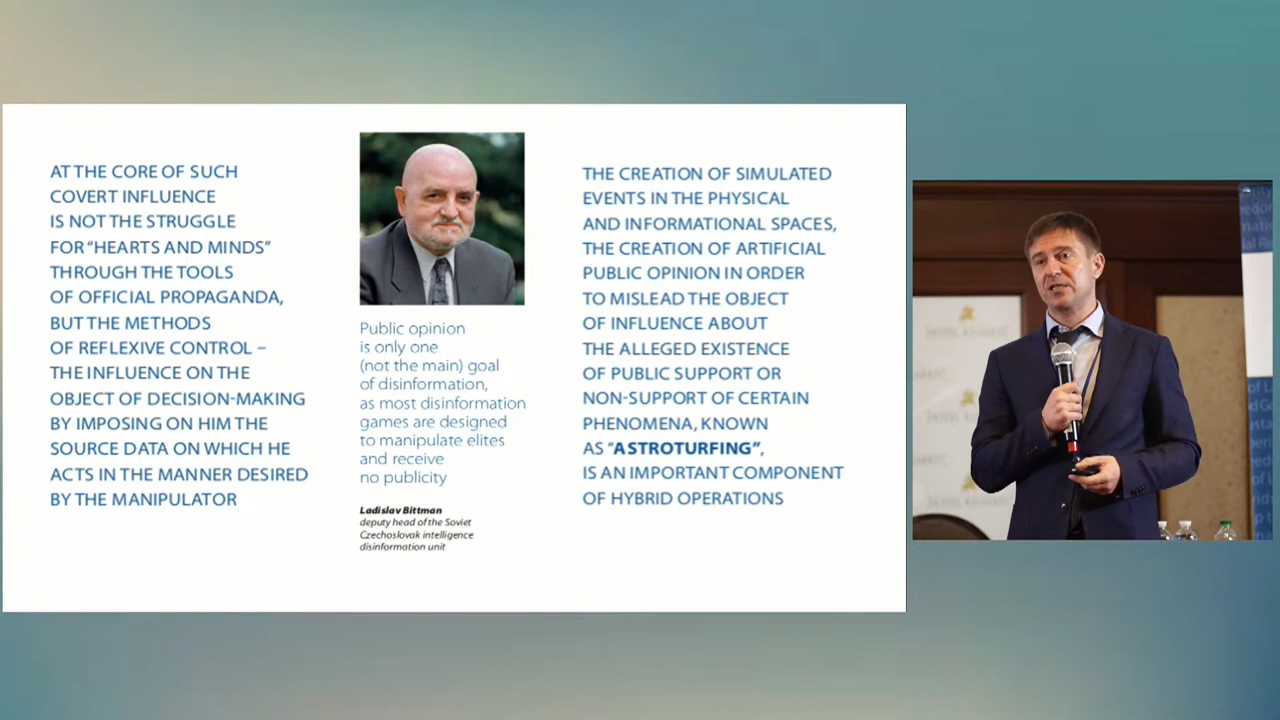 AT THE CORE OF SUCH
COVERT INFLUENCE
IS NOT THE STRUGGLE
FOR “HEARTS AND MINDS”
THROUGH THE TOOLS
OF OFFICIAL PROPAGANDA,
BUT THE METHODS
OF REFLEXIVE CONTROL –
THE INFLUENCE ON THE
OBJECT OF DECISION-MAKING
BY IMPOSING ON HIM THE
SOURCE DATA ON WHICH HE
ACTS IN THE MANNER DESIRED
BY THE MANIPULATOR
Public opinion
is only one
(not the main) goal
of disinformation,
as most disinformation
games are designed
to manipulate elites
and receive
no publicity
Ladislav Bittman
deputy head of the Soviet
Czechoslovak intelligence
disinformation unit
THE CREATION OF SIMULATED
EVENTS IN THE PHYSICAL
AND INFORMATIONAL SPACES,
THE CREATION OF ARTIFICIAL
PUBLIC OPINION IN ORDER
TO MISLEAD THE OBJECT
OF INFLUENCE ABOUT
THE ALLEGED EXISTENCE
OF PUBLIC SUPPORT OR
NON-SUPPORT OF CERTAIN
PHENOMENA, KNOWN
AS “ASTROTURFING”,
IS AN IMPORTANT COMPONENT
OF HYBRID OPERATIONS